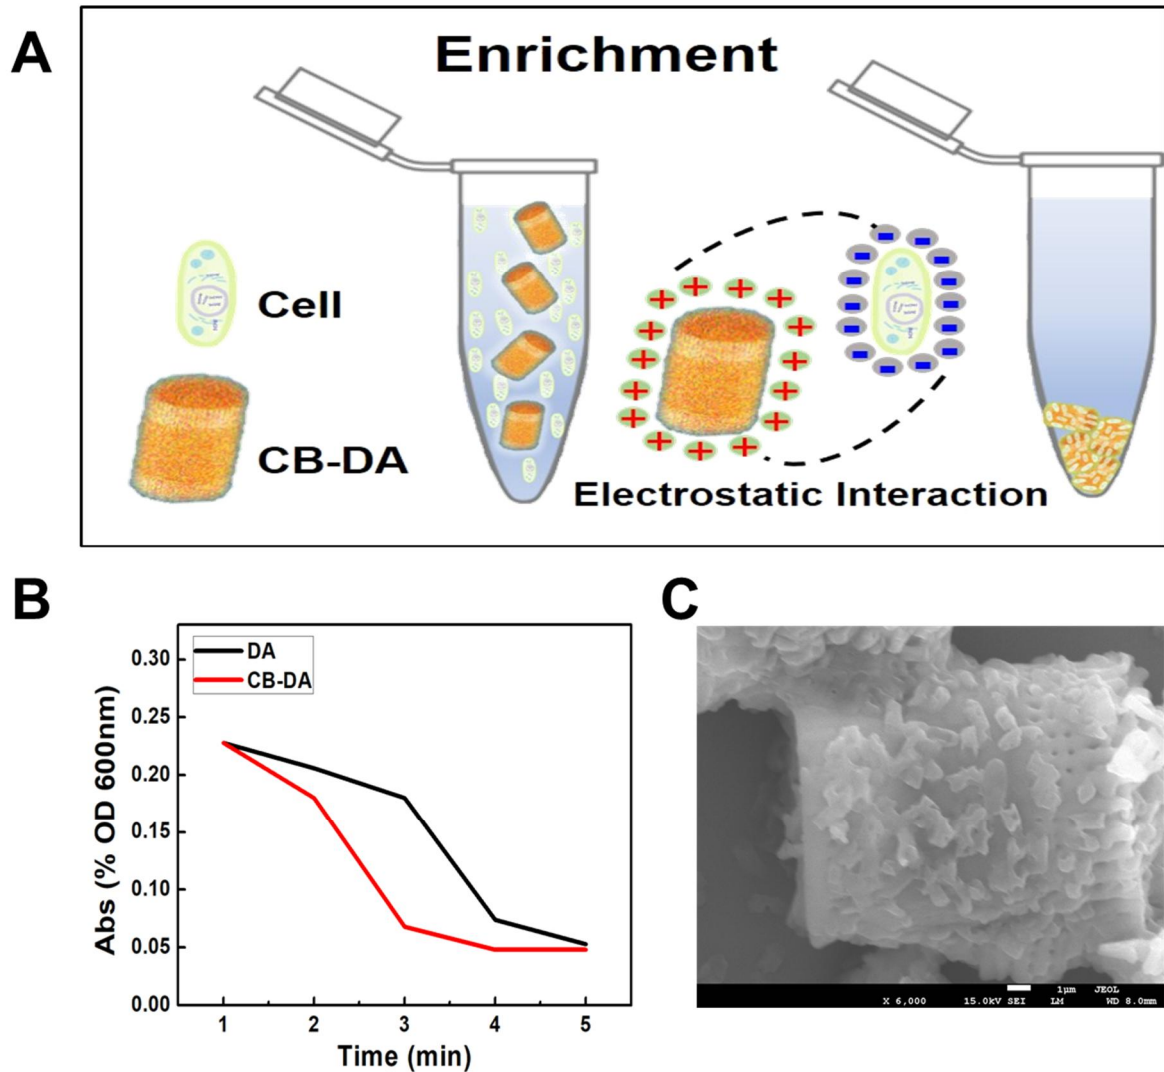 A
Enrichment
Cell
CB-DA
Electrostatic Interaction
B
DA
CB-DA
Abs (% OD 600nm)
0.30
0.25
0.20
0.15
0.10
0.05
0.00
1 2 3 4 5
Time (min)
C
1μm JEOL
X 6,000 15.0kV SEI LM WD 8.0mm